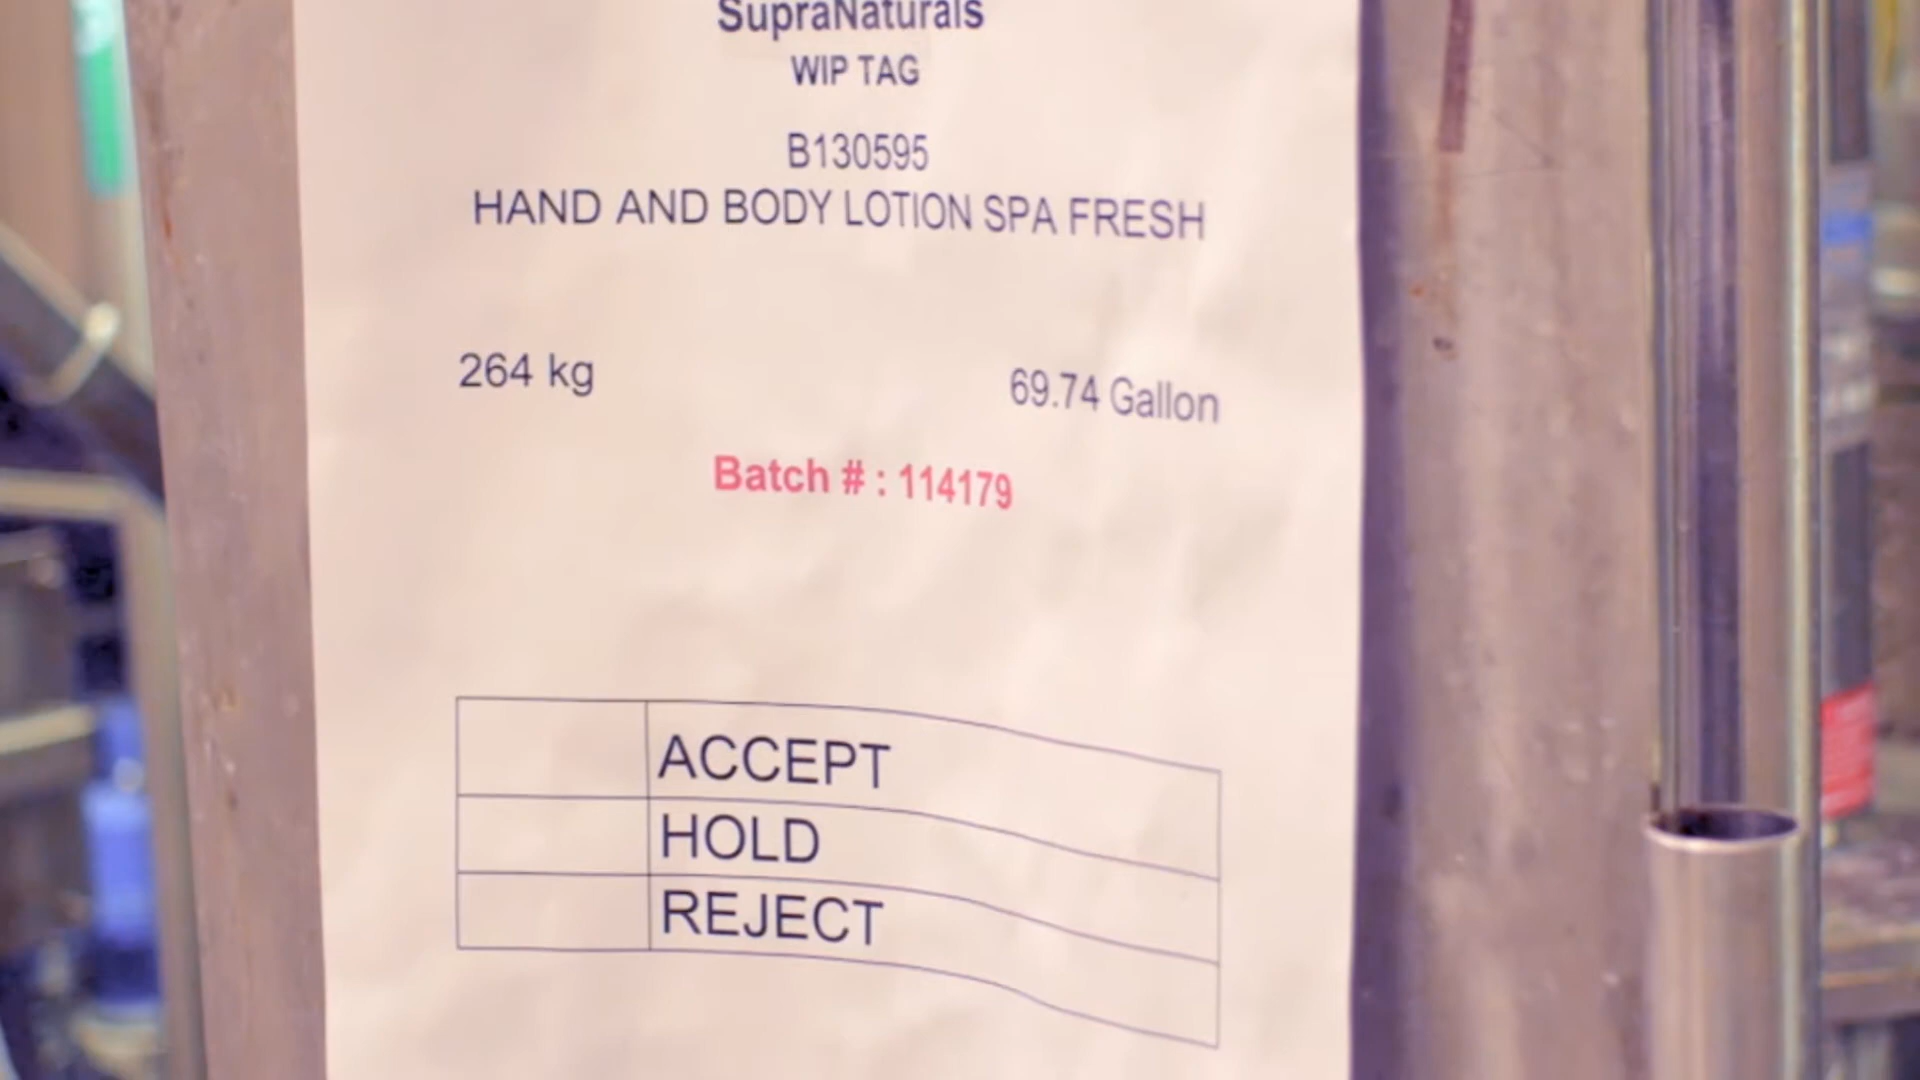 SupraNaturals
WIP TAG
B130595
HAND AND BODY LOTION SPA FRESH
264 kg 69.74 Gallon
Batch # : 114179
ACCEPT
HOLD
REJECT